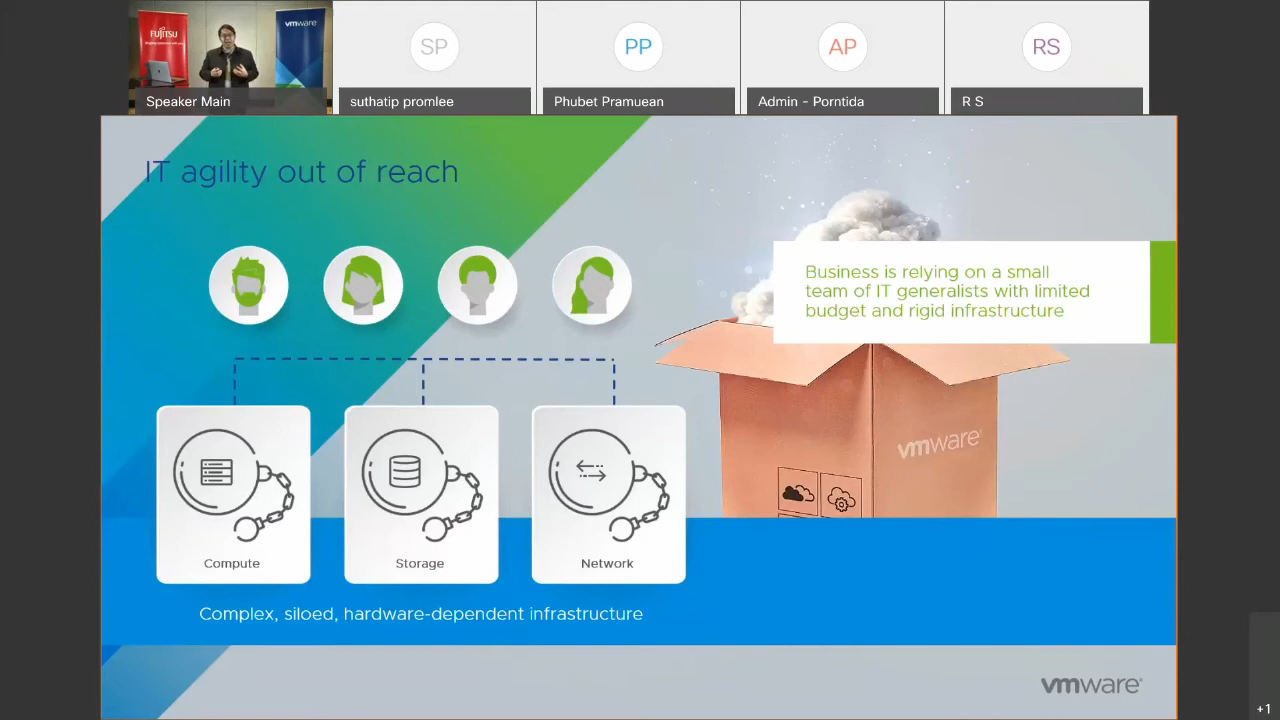 FUJITSU
vmware
SP
PP
AP
RS
Speaker Main
suthatip promlee
Phubet Pramuean
Admin - Porntida
R S
IT agility out of reach
Business is relying on a small
team of IT generalists with limited
budget and rigid infrastructure
vmware
Compute
Storage
Network
Complex, siloed, hardware-dependent infrastructure
vmware
+1